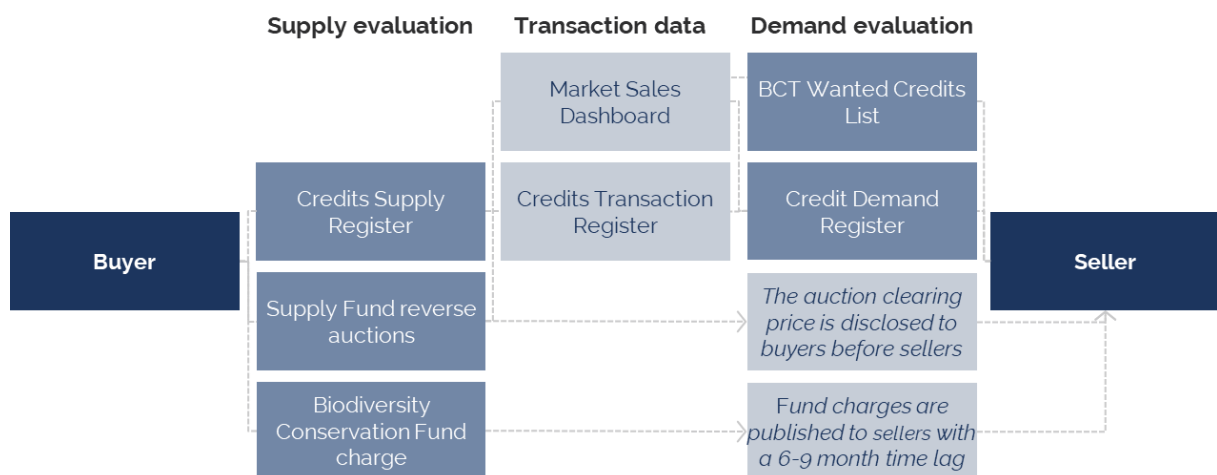 Supply evaluation
Transaction data
Demand evaluation
Market Sales
Dashboard
BCT Wanted Credits
List
Credits Supply
Register
Credits Transaction
Register
Credit Demand
Register
Buyer
Seller
Supply Fund reverse
auctions
The auction clearing
price is disclosed to
buyers before sellers
Biodiversity
Conservation Fund
charge
Fund charges are
published to sellers with
a 6-9 month time lag